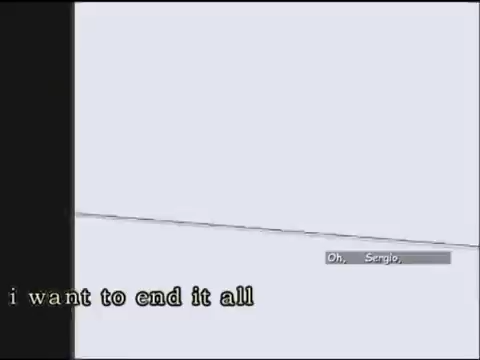 Oh, Sergio,
i want to end it all